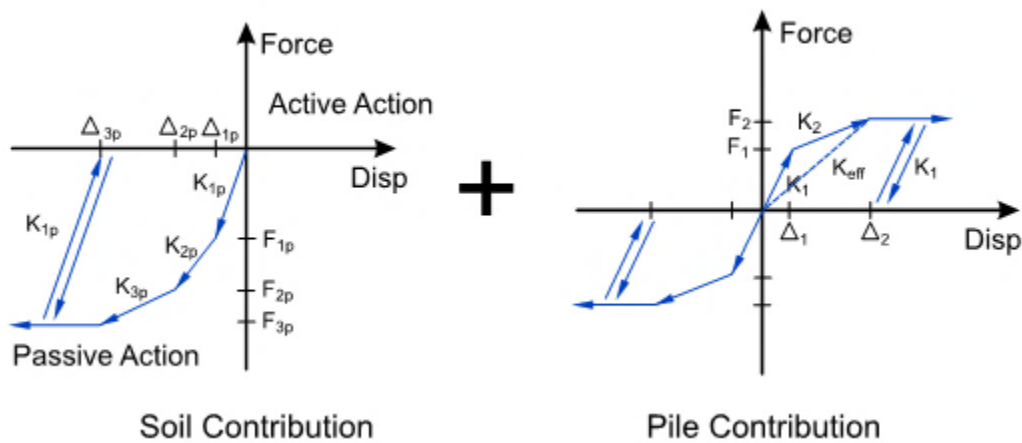 Force
Active Action
Δ3p Δ2p Δ1p
Disp
K1p
K1p
K2p
K3p
F1p
F2p
F3p
Passive Action
Soil Contribution
+
Force
F2
F1
K2
Keff
K1
K1
Δ1 Δ2
Disp
Pile Contribution